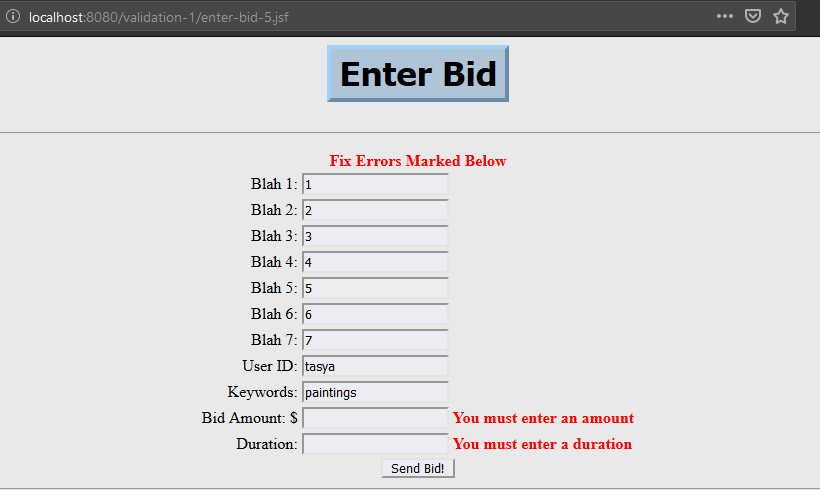 localhost:8080/validation-1/enter-bid-5.jsf
Enter Bid
Fix Errors Marked Below
Blah 1: 1
Blah 2: 2
Blah 3: 3
Blah 4: 4
Blah 5: 5
Blah 6: 6
Blah 7: 7
User ID: tasya
Keywords: paintings
Bid Amount: $ You must enter an amount
Duration: You must enter a duration
Send Bid!